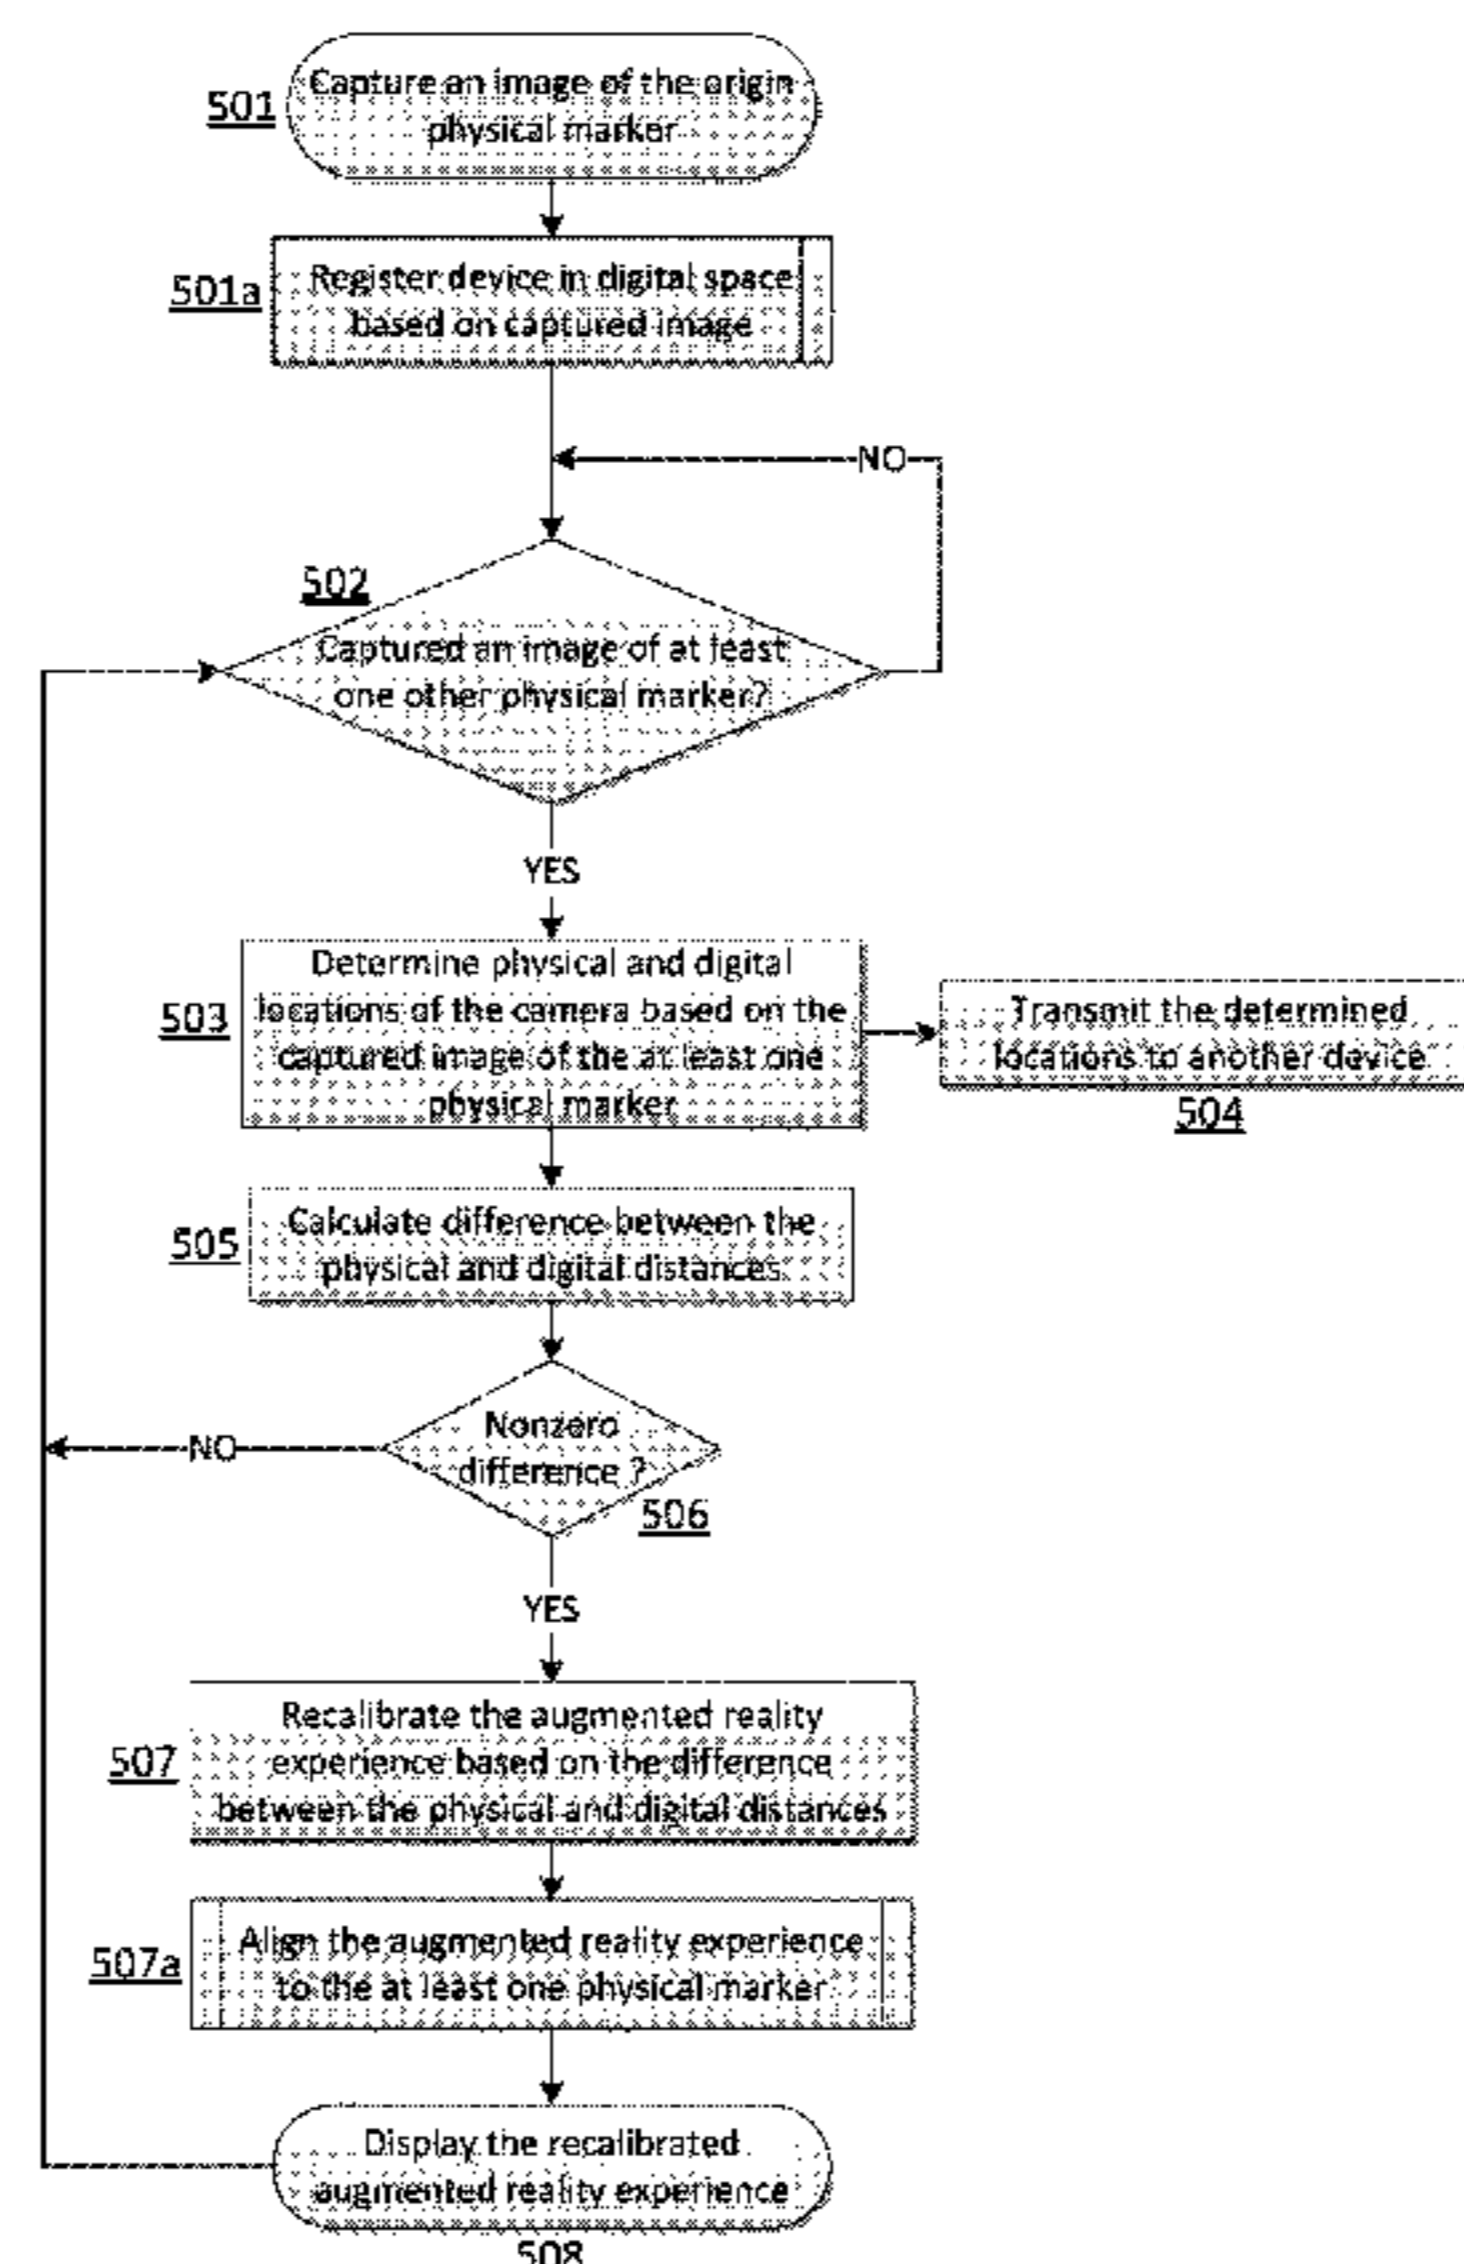 501
Capture an image of the origin
physical marker
501a
Register device in digital space
based on captured image
NO
502
Captured an image of at least
one other physical marker?
YES
503
Determine physical and digital
locations of the camera based on the
captured image of the at least one
physical marker
Transmit the determined
locations to another device
504
505
Calculate difference between the
physical and digital distances
NO
Nonzero
difference ?
506
YES
507
Recalibrate the augmented reality
experience based on the difference
between the physical and digital distances
507a
Align the augmented reality experience
to the at least one physical marker
Display the recalibrated
augmented reality experience
508